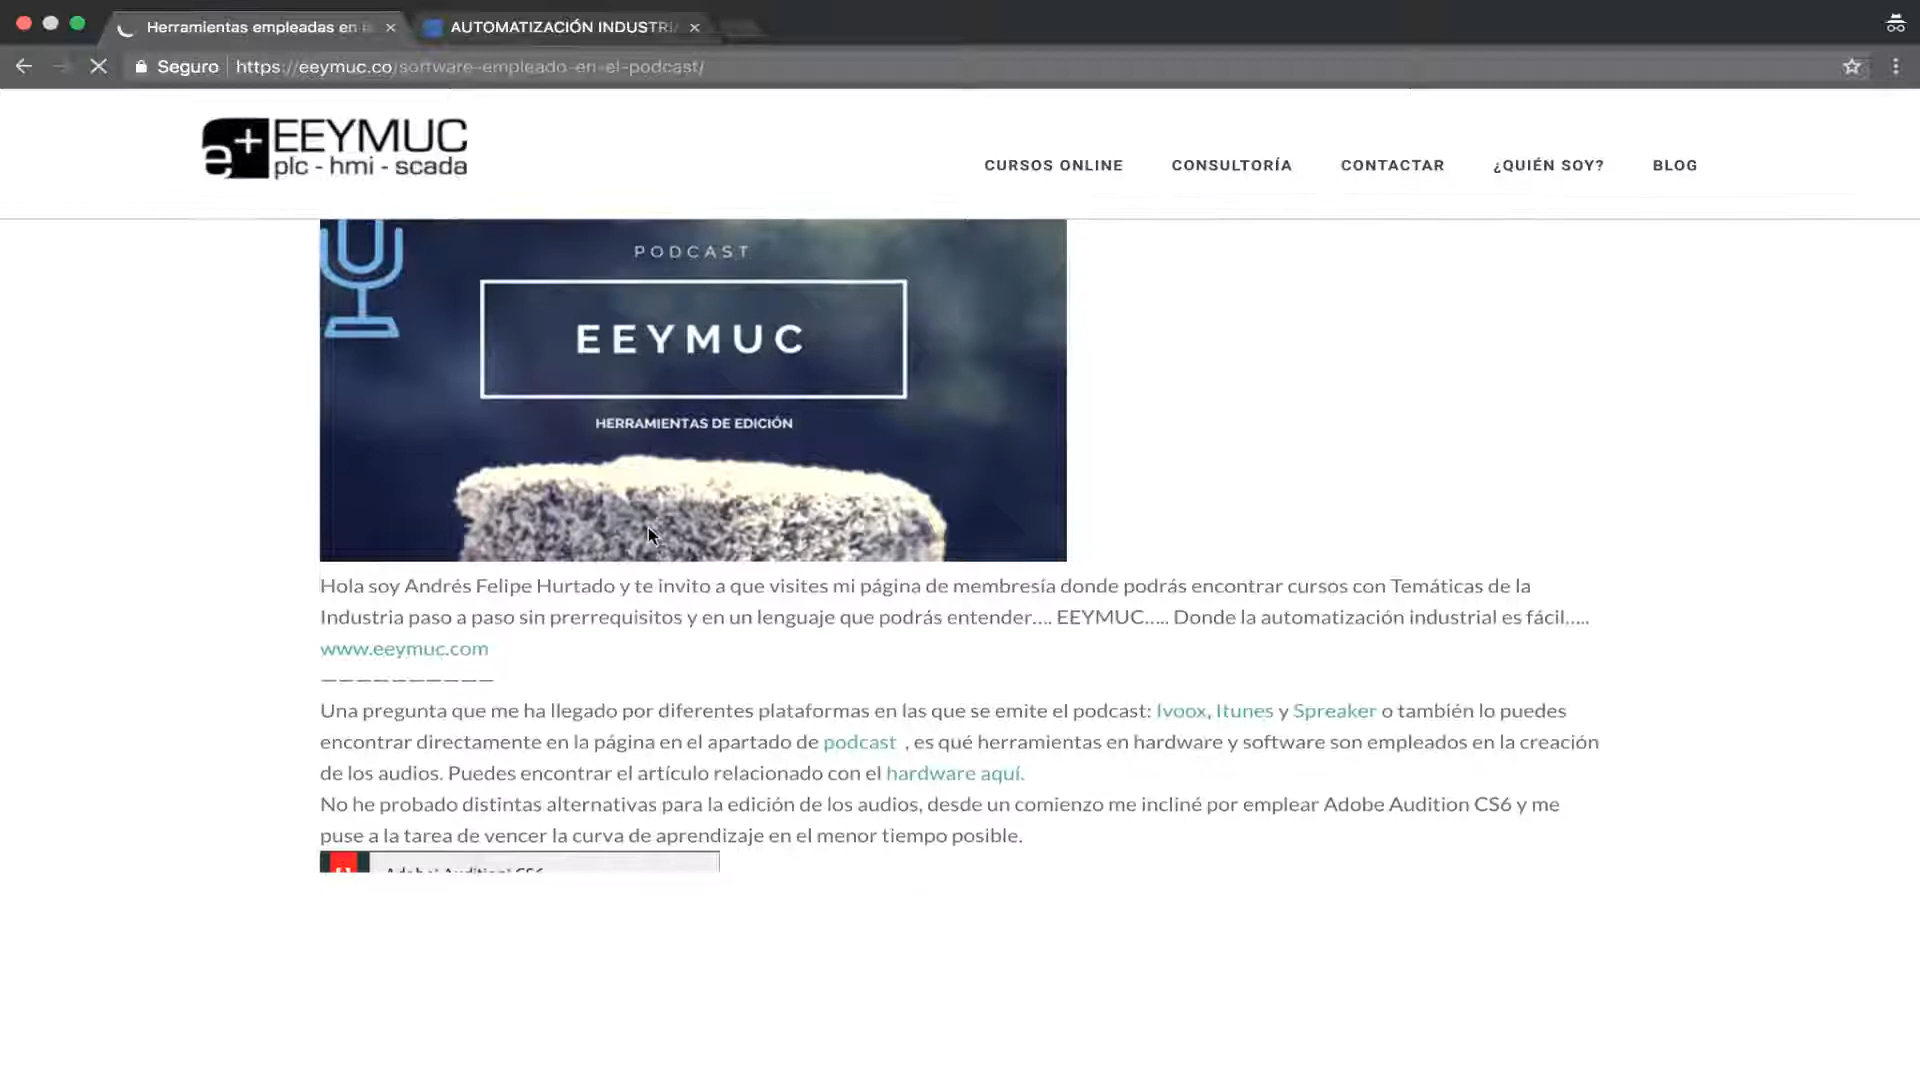 Herramientas empleadas en
AUTOMATIZACIÓN INDUSTRI
Seguro https://eeymuc.co/software-empleado-en-el-podcast/
e+ EEYMUC
plc - hmi - scada
CURSOS ONLINE CONSULTORÍA CONTACTAR ¿QUIÉN SOY? BLOG
PODCAST
EEYMUC
HERRAMIENTAS DE EDICIÓN
Hola soy Andrés Felipe Hurtado y te invito a que visites mi página de membresía donde podrás encontrar cursos con Temáticas de la
Industria paso a paso sin prerrequisitos y en un lenguaje que podrás entender…. EEYMUC….. Donde la automatización industrial es fácil…..
www.eeymuc.com
——————————
Una pregunta que me ha llegado por diferentes plataformas en las que se emite el podcast: Ivoox, Itunes y Spreaker o también lo puedes
encontrar directamente en la página en el apartado de podcast , es qué herramientas en hardware y software son empleados en la creación
de los audios. Puedes encontrar el artículo relacionado con el hardware aquí.
No he probado distintas alternativas para la edición de los audios, desde un comienzo me incliné por emplear Adobe Audition CS6 y me
puse a la tarea de vencer la curva de aprendizaje en el menor tiempo posible.
Adobe Audition CS6